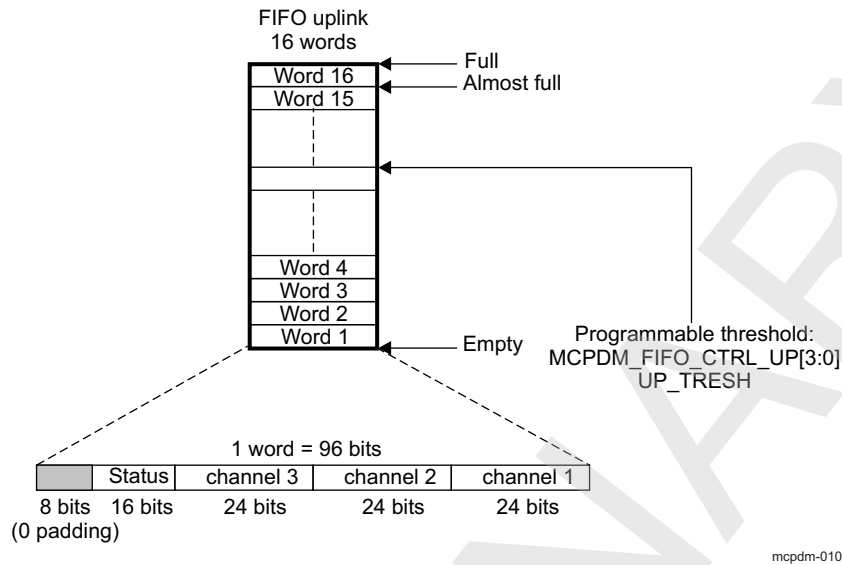 FIFO uplink
16 words
Full
Word 16
Almost full
Word 15
Word 4
Word 3
Word 2
Word 1
Empty
Programmable threshold:
MCPDM_FIFO_CTRL_UP[3:0]
UP_TRESH
1 word = 96 bits
Status channel 3 channel 2 channel 1
8 bits 16 bits 24 bits 24 bits 24 bits
(0 padding)
mcpdm-010